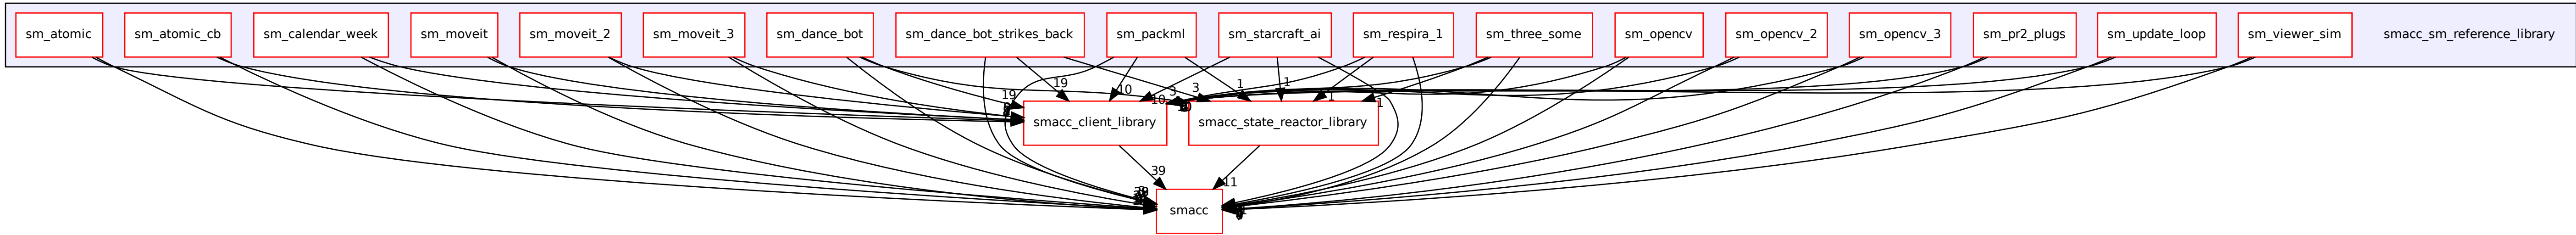 sm_atomic
sm_atomic_cb
sm_calendar_week
sm_moveit
sm_moveit_2
sm_moveit_3
sm_dance_bot
sm_dance_bot_strikes_back
sm_packml
sm_starcraft_ai
sm_respira_1
sm_three_some
sm_opencv
sm_opencv_2
sm_opencv_3
sm_pr2_plugs
sm_update_loop
sm_viewer_sim
smacc_sm_reference_library
19
19
10
10
3
3
1
1
1
1
smacc_client_library
smacc_state_reactor_library
39
11
smacc